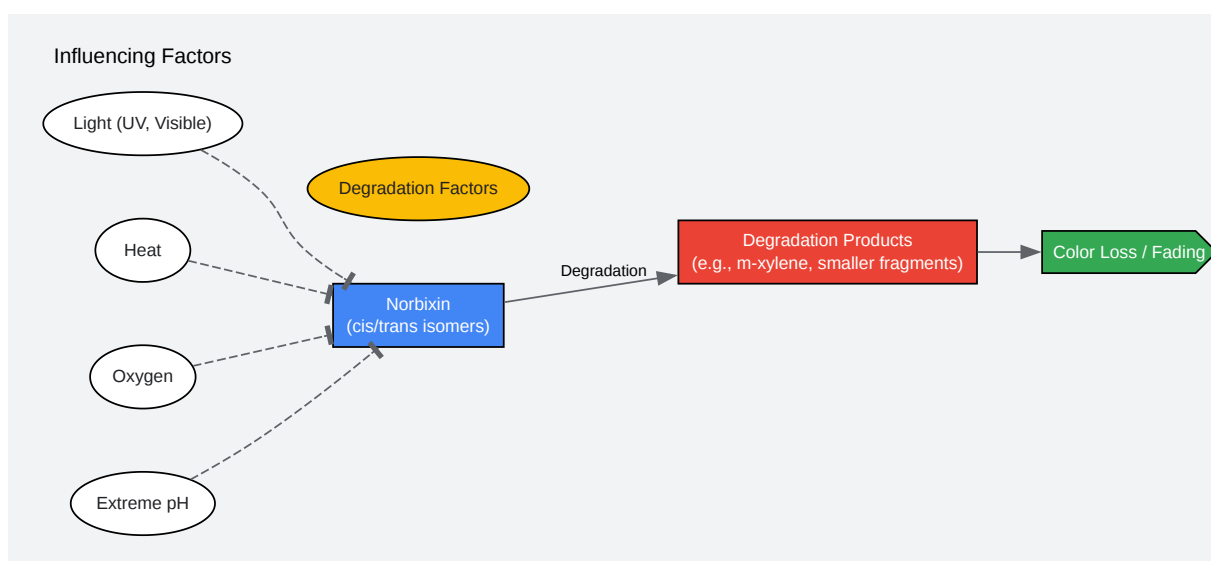 Influencing Factors
Light (UV, Visible)
Degradation Factors
Heat
Degradation Products
(e.g., m-xylene, smaller fragments)
Color Loss / Fading
Degradation
Norbixin
(cis/trans isomers)
Oxygen
Extreme pH